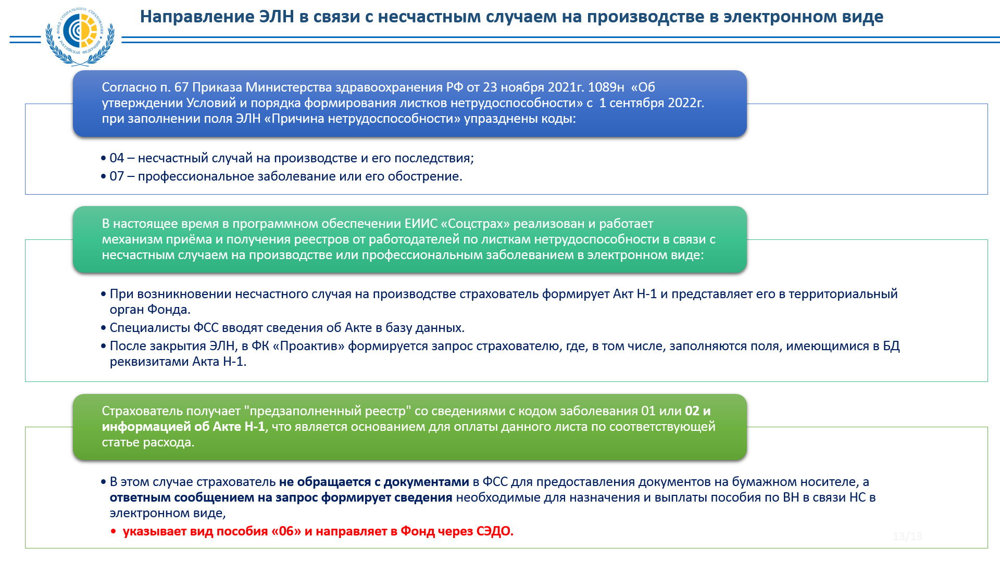 Направление ЭЛН в связи с несчастным случаем на производстве в электронном виде
ФОНД СОЦИАЛЬНОГО СТРАХОВАНИЯ
РОССИЙСКАЯ ФЕДЕРАЦИЯ
Согласно п. 67 Приказа Министерства здравоохранения РФ от 23 ноября 2021г. 1089н «Об
утверждении Условий и порядка формирования листков нетрудоспособности» с 1 сентября 2022г.
при заполнении поля ЭЛН «Причина нетрудоспособности» упразднены коды:
• 04 – несчастный случай на производстве и его последствия;
• 07 – профессиональное заболевание или его обострение.
В настоящее время в программном обеспечении ЕИИС «Соцстрах» реализован и работает
механизм приёма и получения реестров от работодателей по листкам нетрудоспособности в связи с
несчастным случаем на производстве или профессиональным заболеванием в электронном виде:
• При возникновении несчастного случая на производстве страхователь формирует Акт Н-1 и представляет его в территориальный
орган Фонда.
• Специалисты ФСС вводят сведения об Акте в базу данных.
• После закрытия ЭЛН, в ФК «Проактив» формируется запрос страхователю, где, в том числе, заполняются поля, имеющимися в БД
реквизитами Акта Н-1.
Страхователь получает "предзаполненный реестр" со сведениями с кодом заболевания 01 или 02 и
информацией об Акте Н-1, что является основанием для оплаты данного листа по соответствующей
статье расхода.
• В этом случае страхователь не обращается с документами в ФСС для предоставления документов на бумажном носителе, а
ответным сообщением на запрос формирует сведения необходимые для назначения и выплаты пособия по ВН в связи НС в
электронном виде,
• указывает вид пособия «06» и направляет в Фонд через СЭДО.
13/13